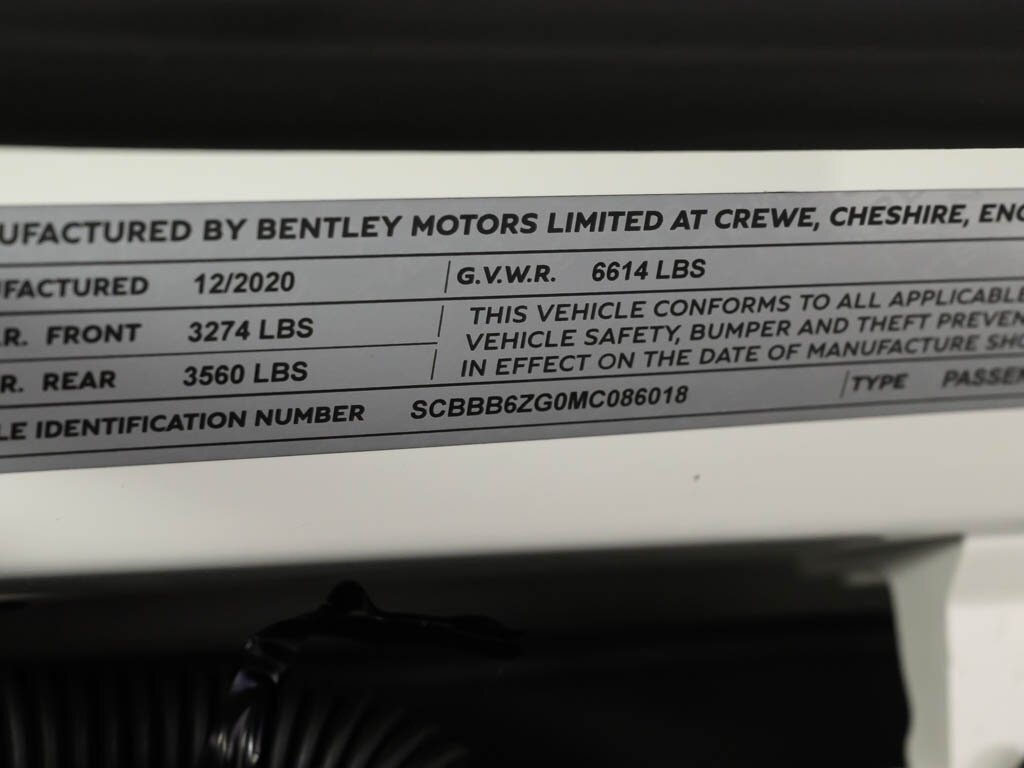 UFACTURED BY BENTLEY MOTORS LIMITED AT CREWE, CHESHIRE, ENG
FACTURED 12/2020 G.V.W.R. 6614 LBS
.R. FRONT 3274 LBS
R. REAR 3560 LBS
THIS VEHICLE CONFORMS TO ALL APPLICABLE
VEHICLE SAFETY, BUMPER AND THEFT PREVEN
IN EFFECT ON THE DATE OF MANUFACTURE SHO
LE IDENTIFICATION NUMBER SCBBB6ZG0MC086018 TYPE PASSEN